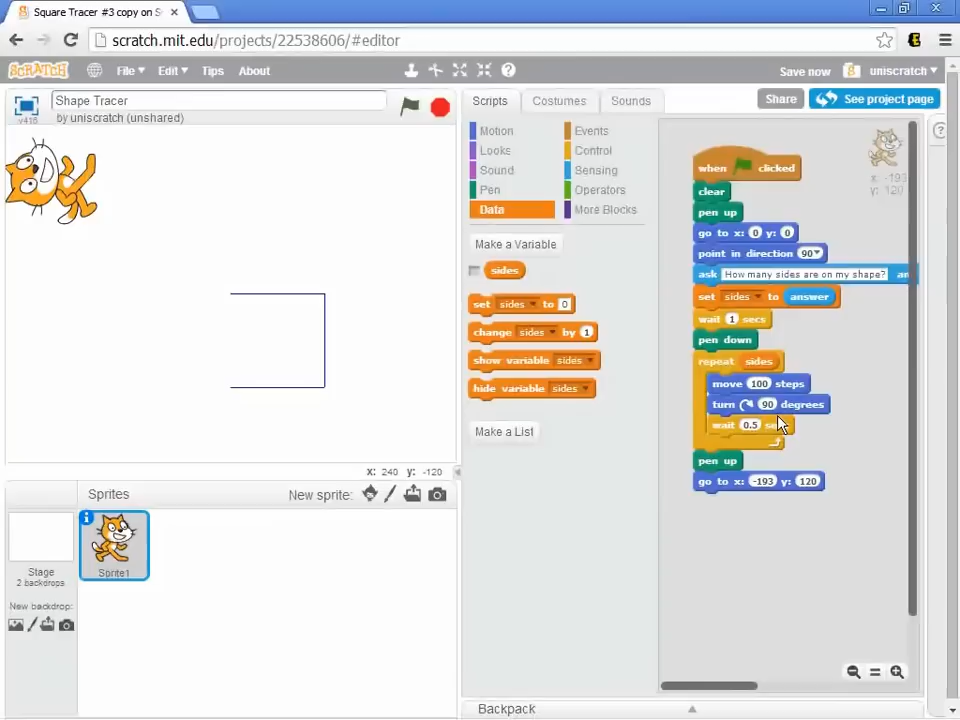 Square Tracer #3 copy on S
scratch.mit.edu/projects/22538606/#editor
SCRATCH File Edit Tips About Save now uniscratch
Shape Tracer
by uniscratch (unshared)
v416
Scripts Costumes Sounds Share See project page
Motion Events
Looks Control
Sound Sensing
Pen Operators
Data More Blocks
Make a Variable
sides
set sides to 0
change sides by 1
show variable sides
hide variable sides
Make a List
x: -193
y: 120
when clicked
clear
pen up
go to x: 0 y: 0
point in direction 90
ask How many sides are on my shape?
set sides to answer
wait 1 secs
pen down
repeat sides
move 100 steps
turn 90 degrees
wait 0.5
pen up
go to x: -193 y: 120
x: 240 y: -120
Sprites New sprite:
Stage
2 backdrops
New backdrop:
Sprite1
Backpack